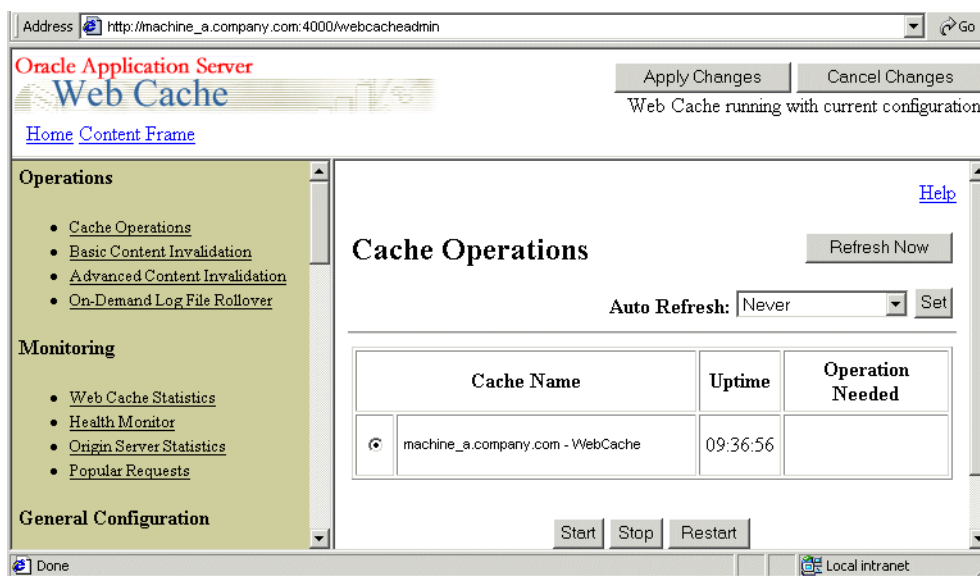 Address http://machine_a.company.com:4000/webcacheadmin Go
Oracle Application Server
Web Cache
Apply Changes Cancel Changes
Web Cache running with current configuration
Home Content Frame
Operations
Cache Operations
Basic Content Invalidation
Advanced Content Invalidation
On-Demand Log File Rollover
Monitoring
Web Cache Statistics
Health Monitor
Origin Server Statistics
Popular Requests
General Configuration
Help
Cache Operations Refresh Now
Auto Refresh: Never Set
Cache Name Uptime Operation Needed
machine_a.company.com - WebCache 09:36:56
Start Stop Restart
Done Local intranet